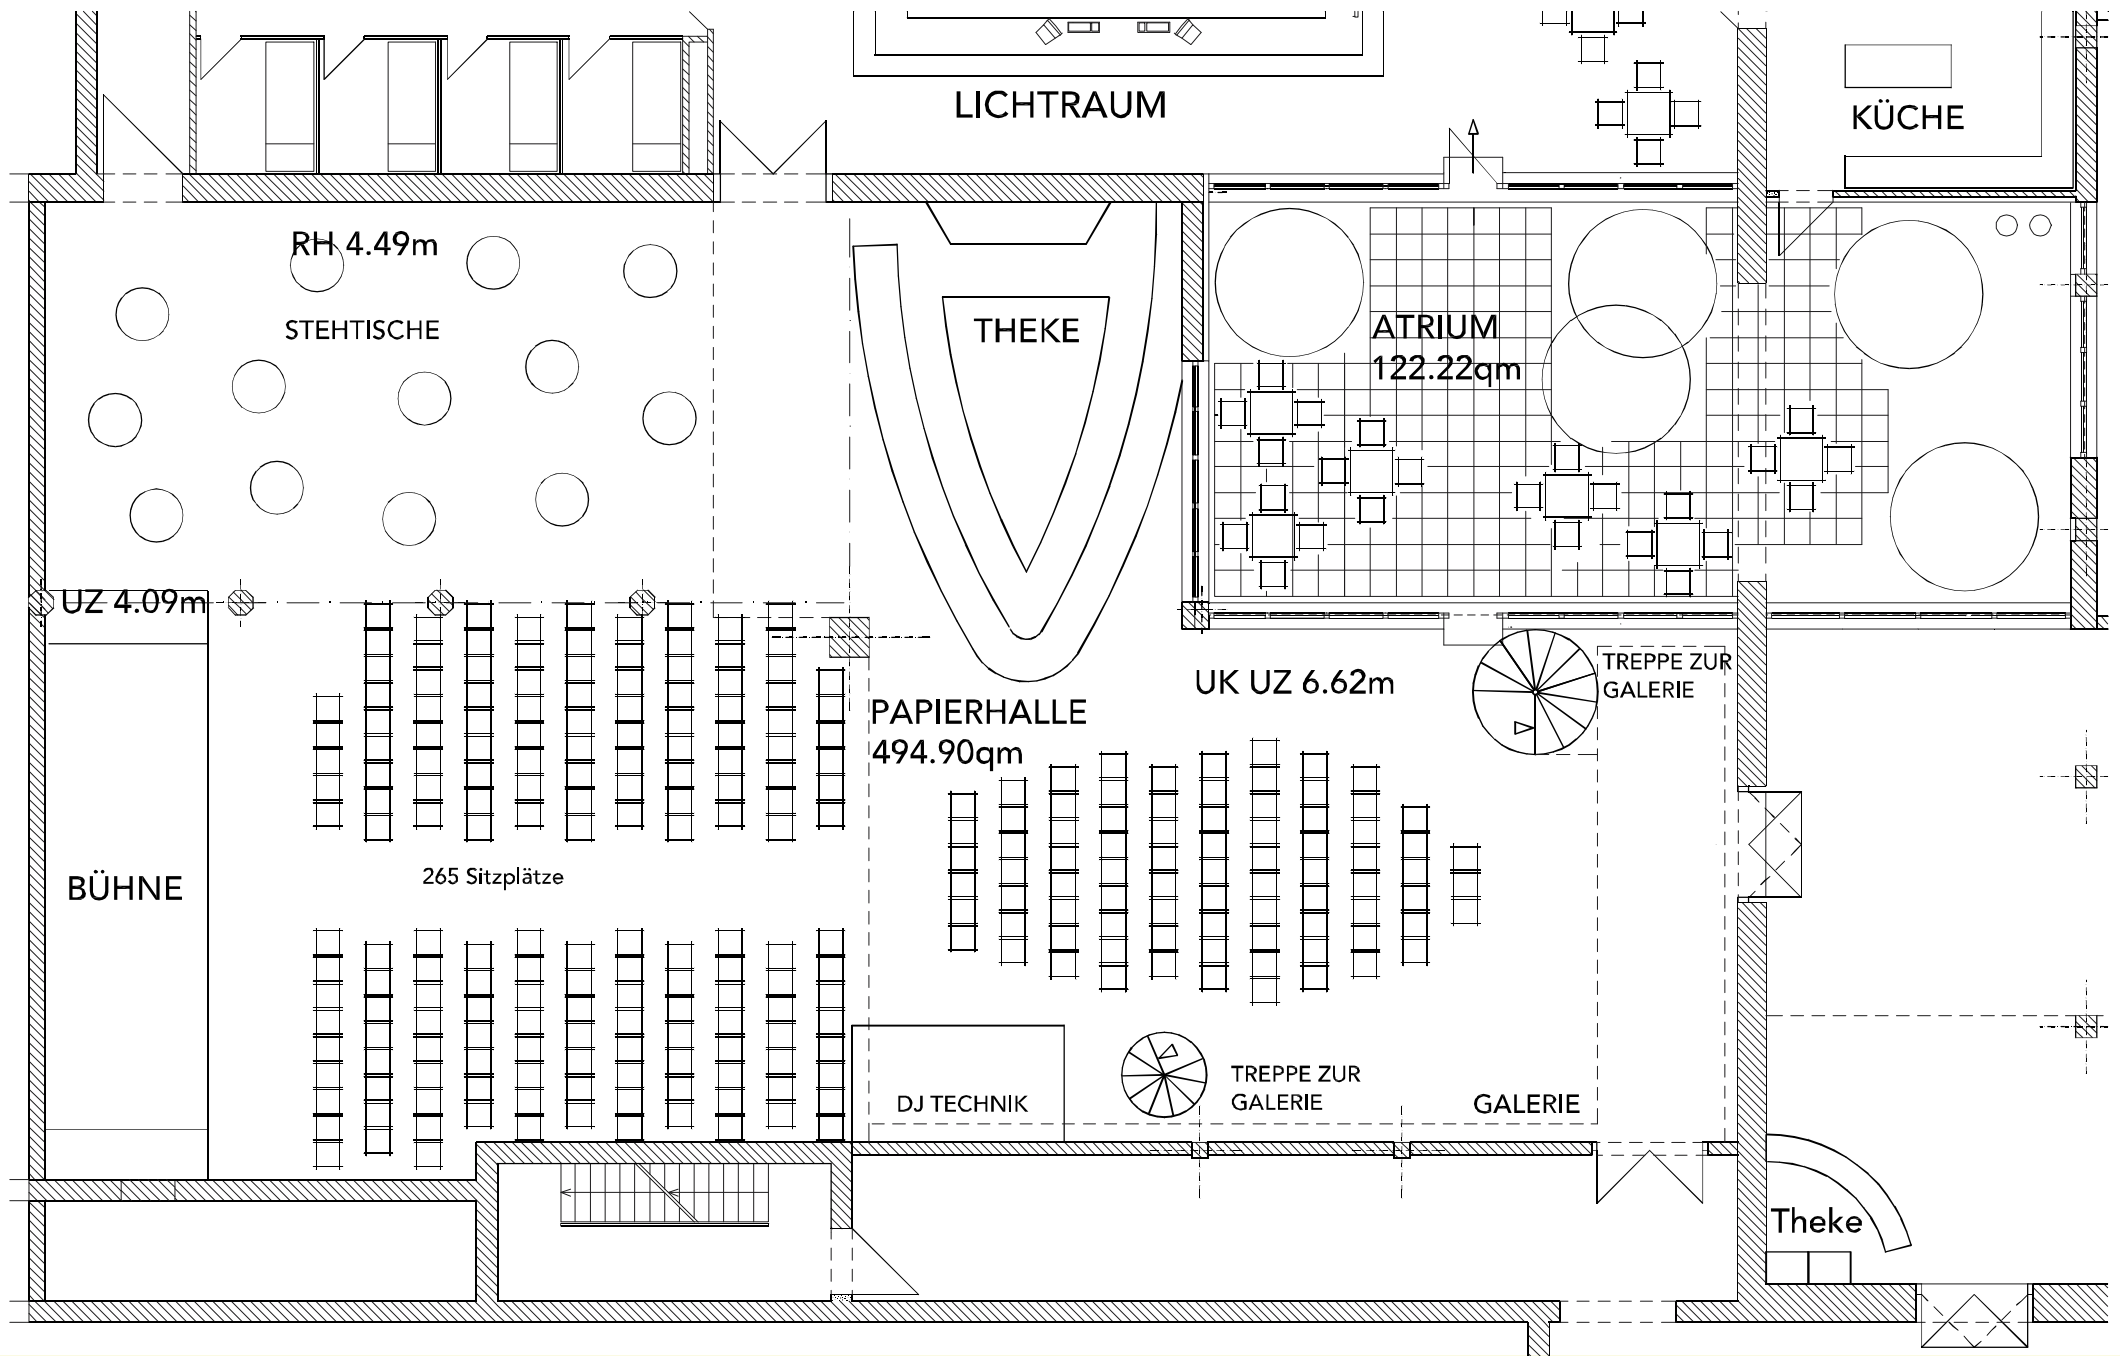 LICHTRAUM
KÜCHE
RH 4.49m
STEHTISCHE
THEKE
ATRIUM
122.22qm
UZ 4.09m
TREPPE ZUR
GALERIE
UK UZ 6.62m
PAPIERHALLE
494.90qm
BÜHNE
265 Sitzplätze
DJ TECHNIK
TREPPE ZUR
GALERIE
GALERIE
Theke